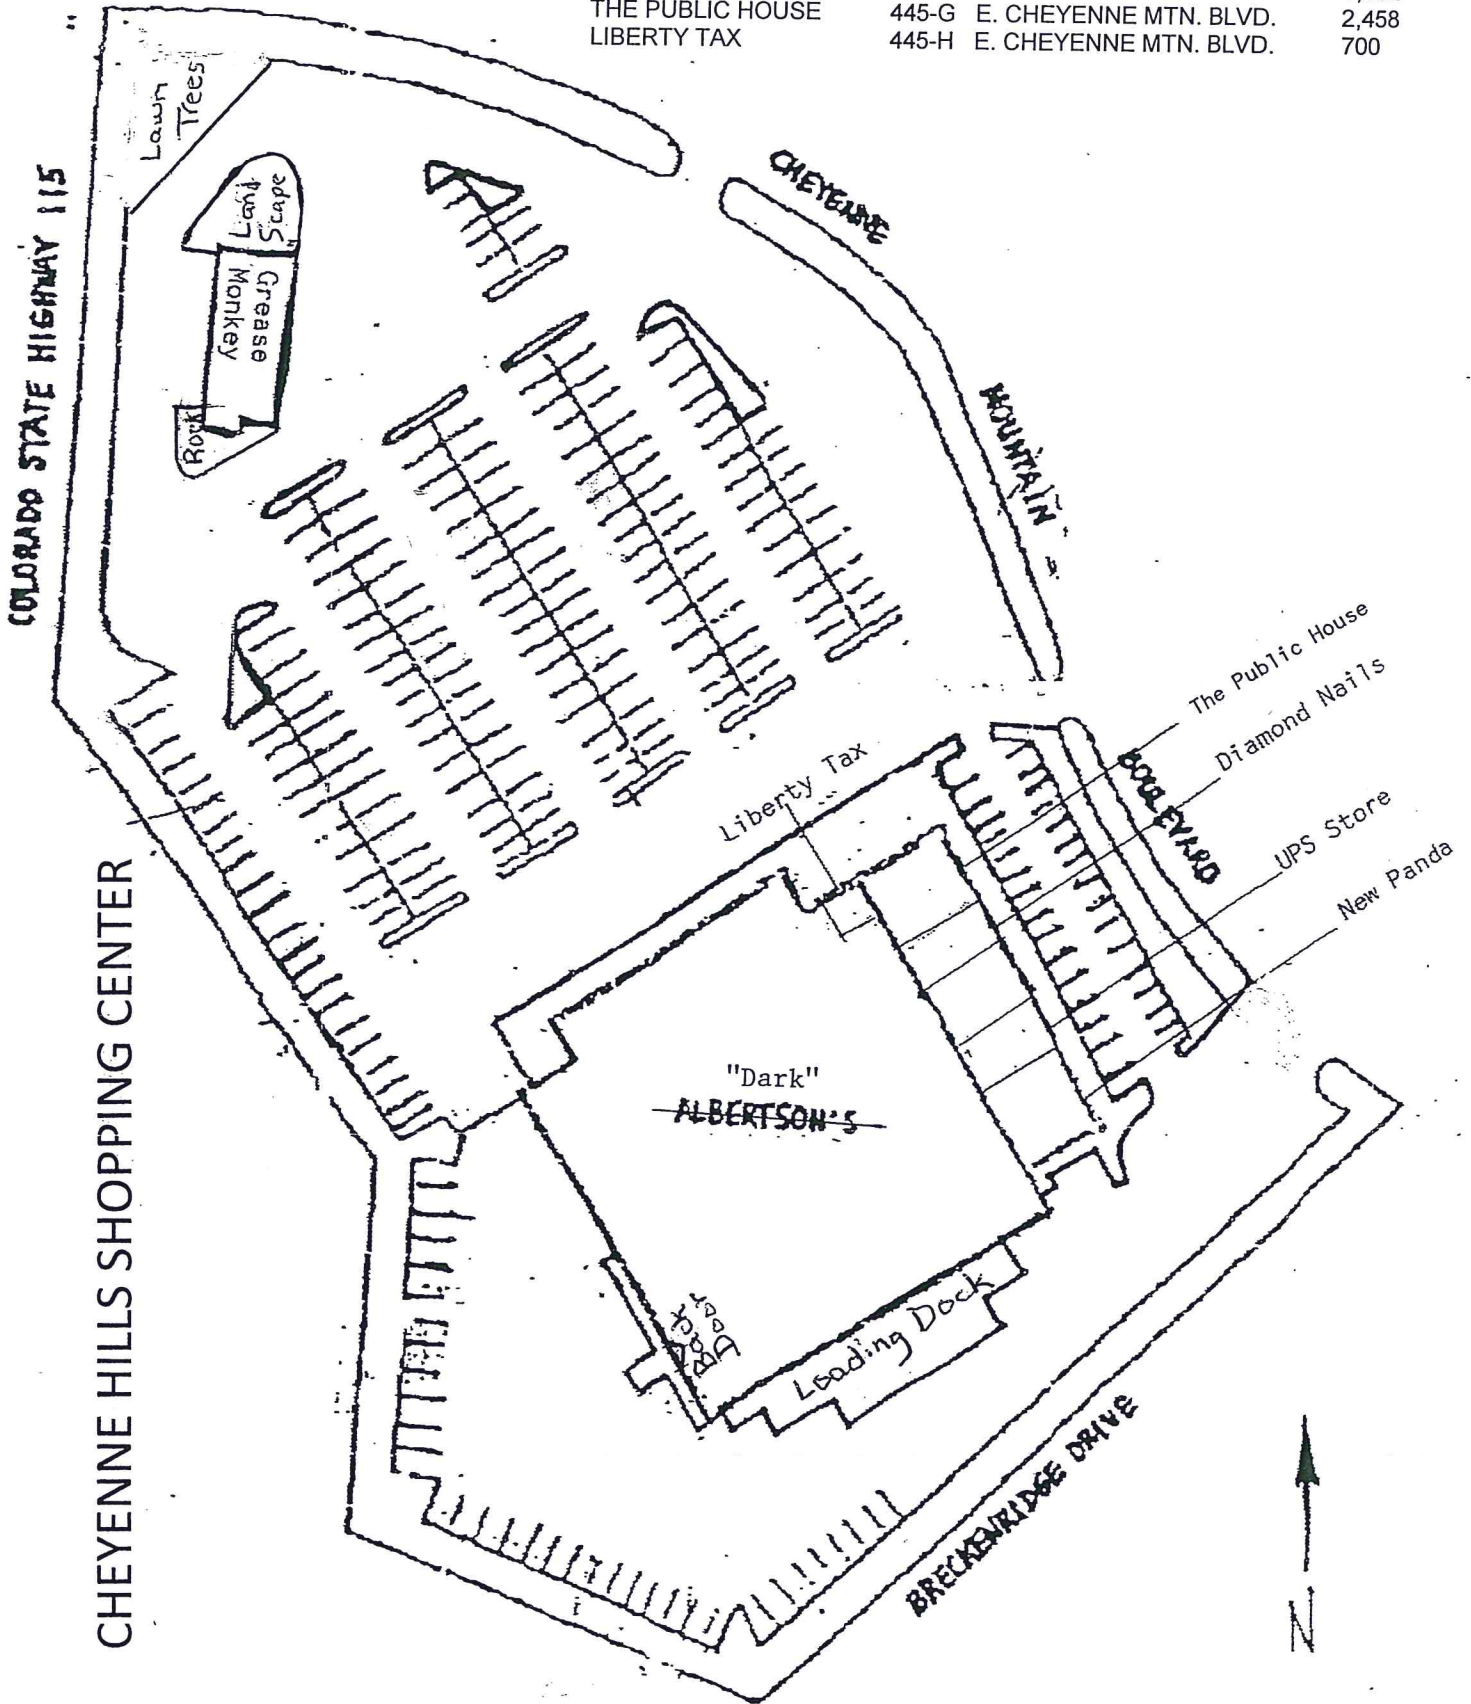 THE PUBLIC HOUSE 445-G E. CHEYENNE MTN. BLVD. 2,458
LIBERTY TAX 445-H E. CHEYENNE MTN. BLVD. 700
Lawn
Trees
COLORADO STATE HIGHWAY 115
Land
Scape
Grease
Monkey
Rock
CHEYENNE
MOUNTAIN
BOULEVARD
The Public House
Diamond Nails
UPS Store
New Panda
Liberty Tax
"Dark"
ALBERTSON'S
CHEYENNE HILLS SHOPPING CENTER
Loading Dock
BRECKENRIDGE DRIVE
N